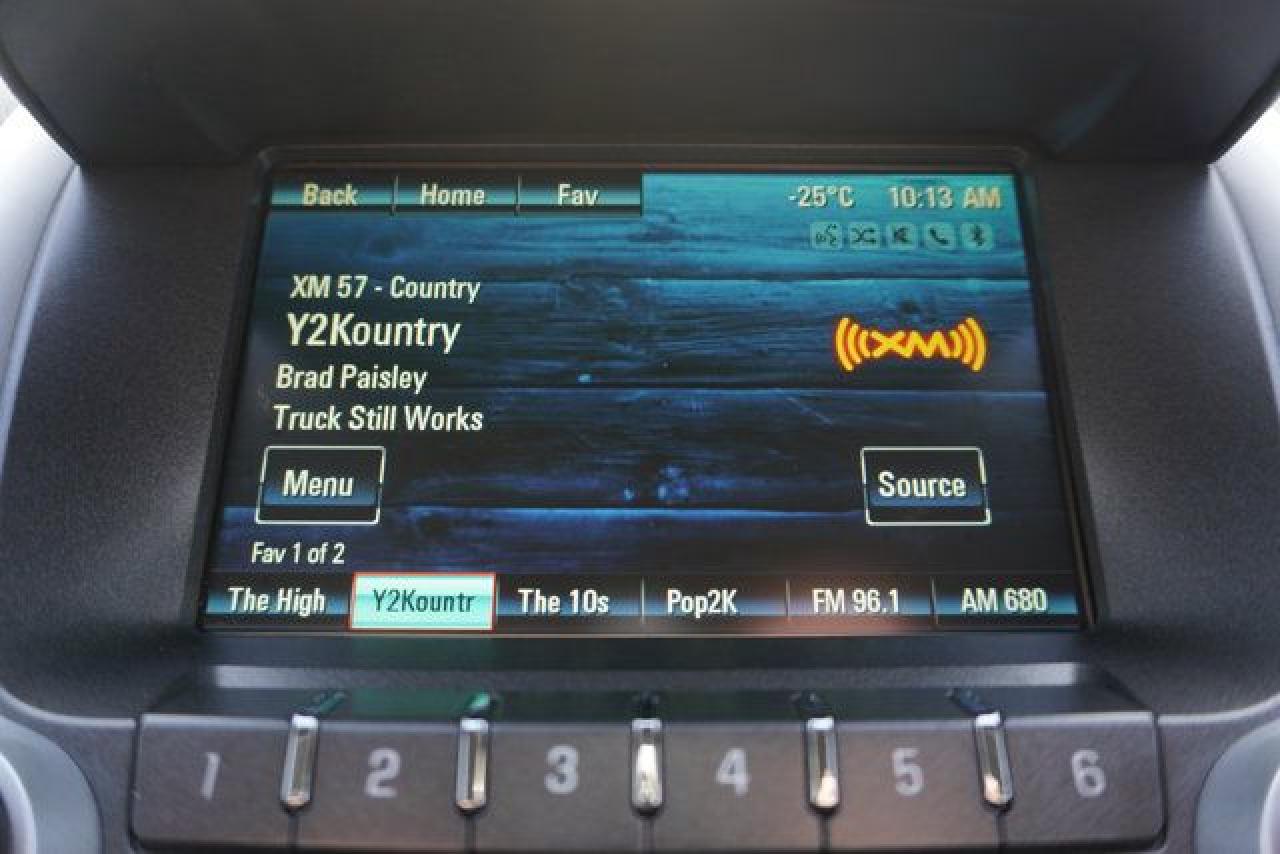 Back Home Fav -25°C 10:13 AM
XM 57 - Country
Y2Kountry
XM
Brad Paisley
Truck Still Works
Menu Source
Fav 1 of 2
The High Y2Kountr The 10s Pop2K FM 96.1 AM 680
1 2 3 4 5 6